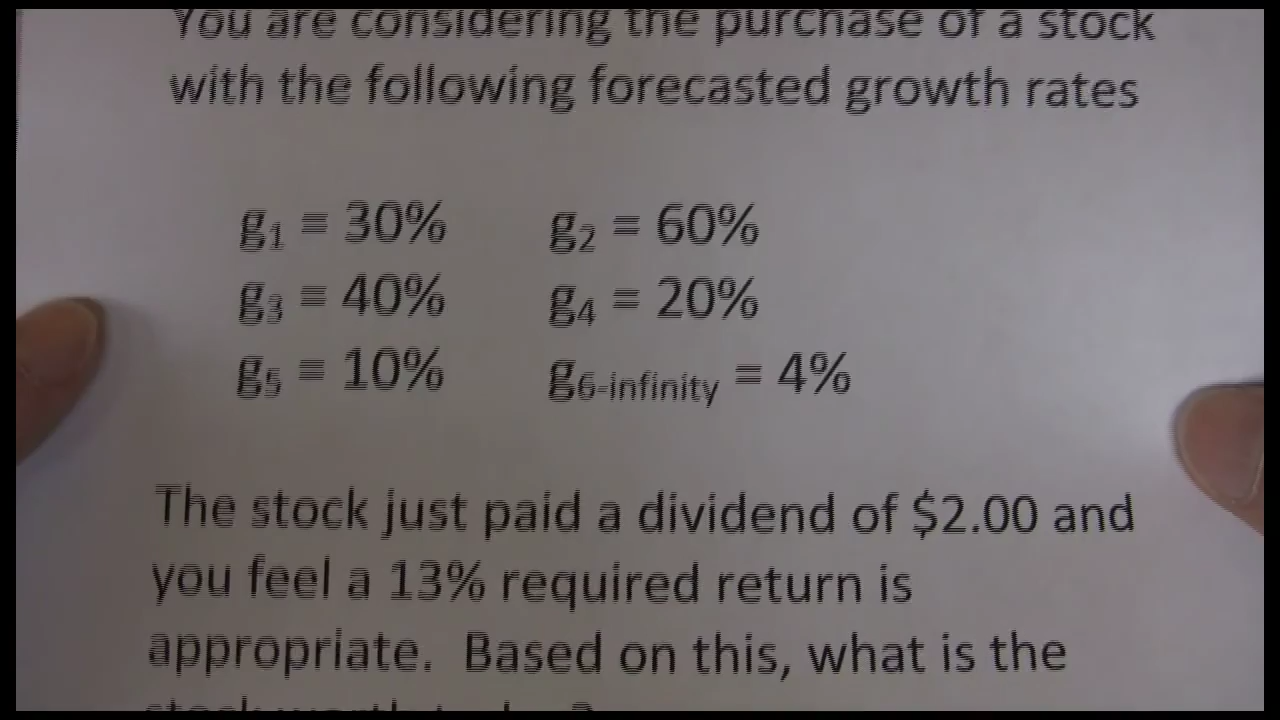 You are considering the purchase of a stock
with the following forecasted growth rates
g₁ = 30% g₂ = 60%
g₃ = 40% g₄ = 20%
g₅ = 10% g₆₋infinity = 4%
The stock just paid a dividend of $2.00 and
you feel a 13% required return is
appropriate. Based on this, what is the
stock worth